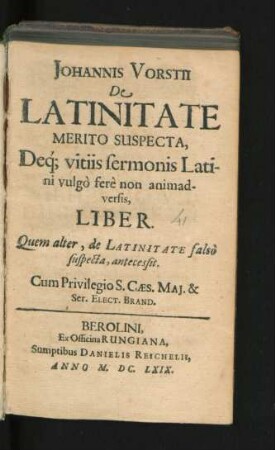 JOHANNIS VORSTII
De
LATINITATE
MERITO SUSPECTA,
Deq́; vitiis sermonis Lati-
ni vulgò ferè non animad-
versis,
LIBER.
Quem alter, de LATINITATE falsò
suspecta, antecessit.
Cum Privilegio S. CÆS. MAJ. &
SER. ELECT. BRAND.
BEROLINI,
Ex Officina RUNGIANA,
Sumptibus DANIELIS REICHELII,
ANNO M. DC. LXIX.